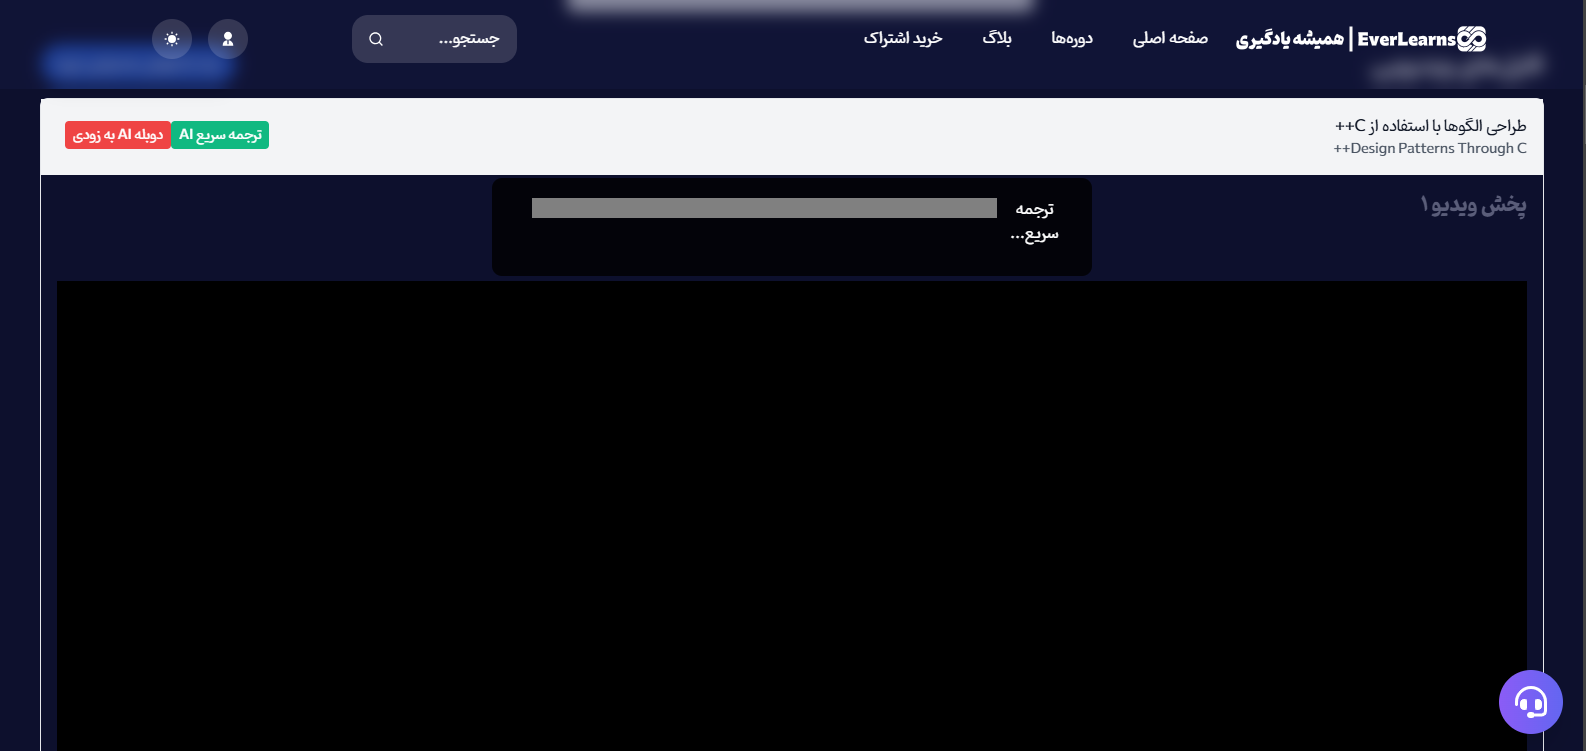 EverLearns | همیشه یادگیری
صفحه اصلی
دوره‌ها
بلاگ
خرید اشتراک
جستجو...
طراحی الگوها با استفاده از C++
Design Patterns Through C++
ترجمه سریع AI
دوبله AI به زودی
پخش ویدیو ۱
ترجمه
سریع...